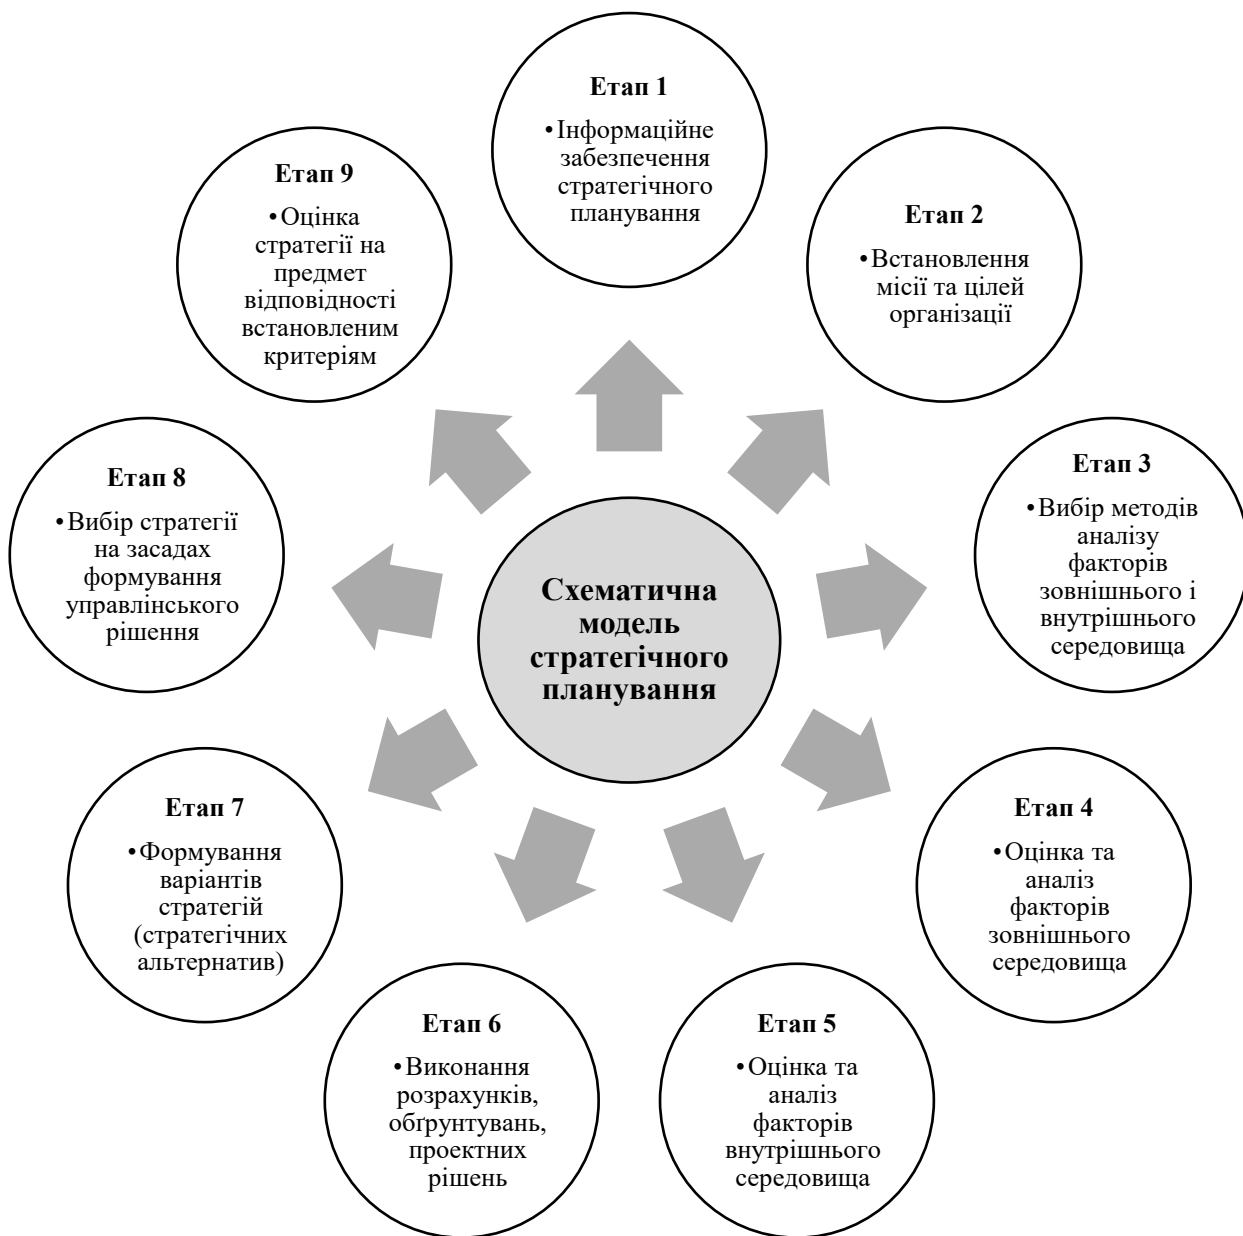 Етап 1
•Інформаційне
забезпечення
стратегічного
планування
Етап 2
•Встановлення
місії та цілей
організації
Етап 3
•Вибір методів
аналізу
факторів
зовнішнього і
внутрішнього
середовища
Етап 4
•Оцінка та
аналіз
факторів
зовнішнього
середовища
Етап 5
•Оцінка та
аналіз
факторів
внутрішнього
середовища
Етап 6
•Виконання
розрахунків,
обґрунтувань,
проектних
рішень
Етап 7
•Формування
варіантів
стратегій
(стратегічних
альтернатив)
Етап 8
•Вибір стратегії
на засадах
формування
управлінського
рішення
Етап 9
•Оцінка
стратегії на
предмет
відповідності
встановленим
критеріям
Схематична
модель
стратегічного
планування